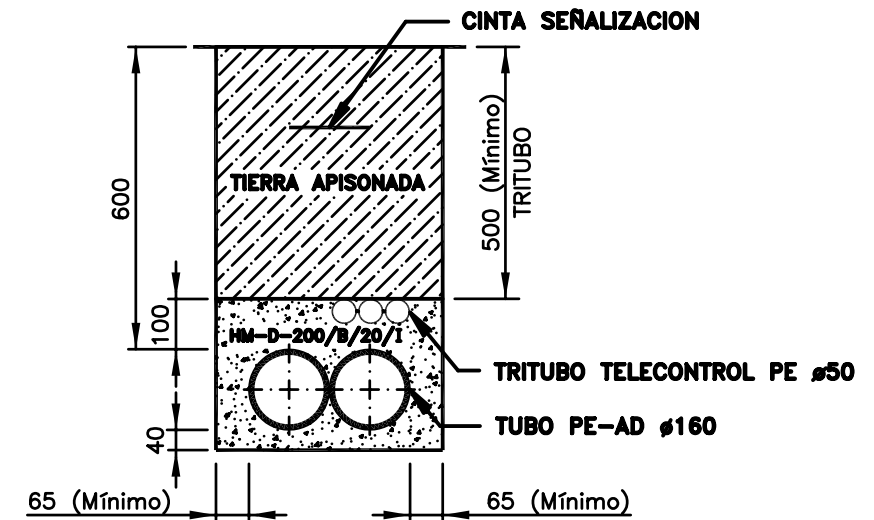 CINTA SEÑALIZACION
600
500 (Mínimo)
TRITUBO
TIERRA APISONADA
100
HM-D-200/B/20/I
TRITUBO TELECONTROL PE ø50
TUBO PE-AD ø160
40
65 (Mínimo)
65 (Mínimo)